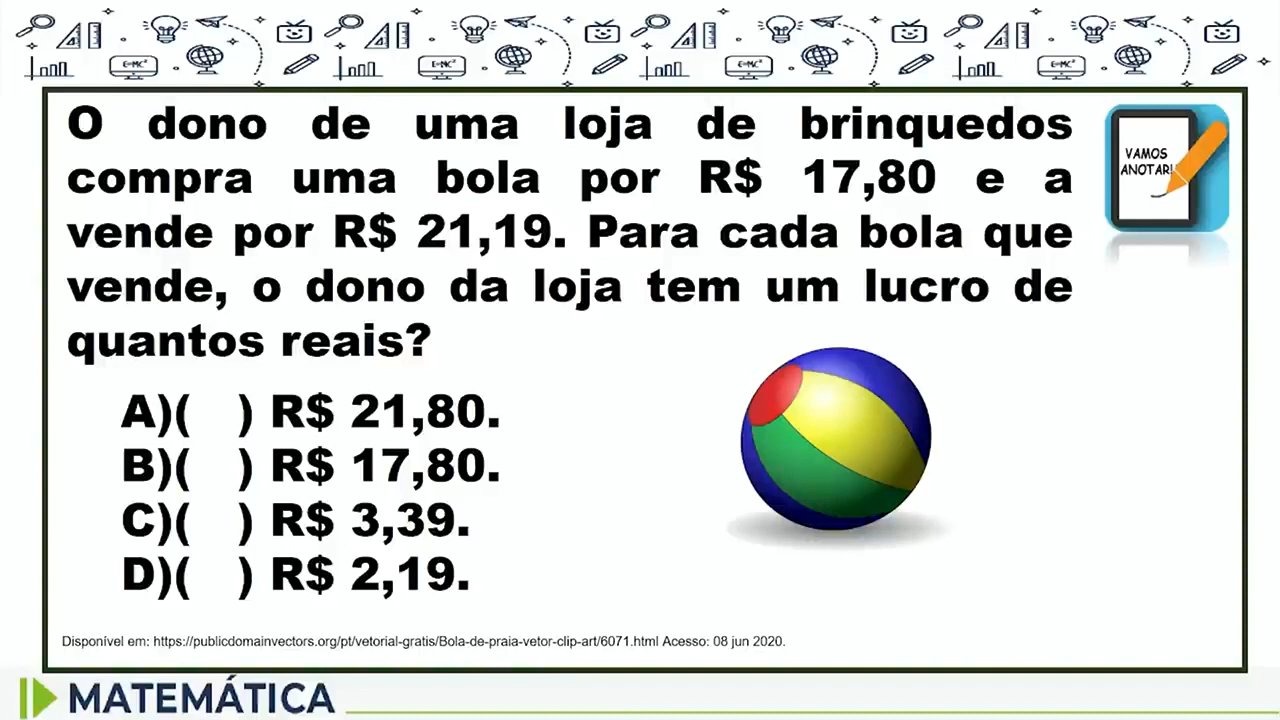 O dono de uma loja de brinquedos
compra uma bola por R$ 17,80 e a
vende por R$ 21,19. Para cada bola que
vende, o dono da loja tem um lucro de
quantos reais?
VAMOS
ANOTAR!
A)(   ) R$ 21,80.
B)(   ) R$ 17,80.
C)(   ) R$ 3,39.
D)(   ) R$ 2,19.
Disponível em: https://publicdomainvectors.org/pt/vetorial-gratis/Bola-de-praia-vetor-clip-art/6071.html Acesso: 08 jun 2020.
MATEMÁTICA